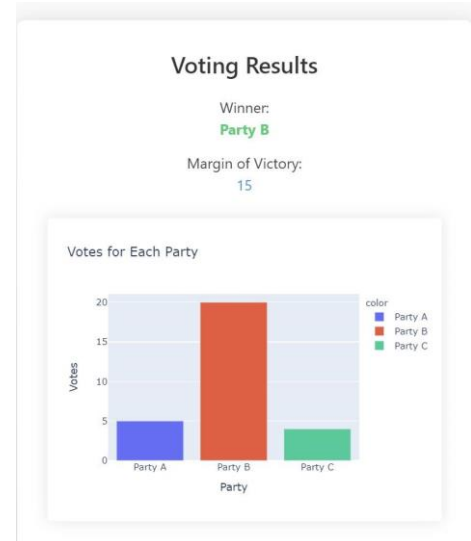 Voting Results
Winner:
Party B
Margin of Victory:
15
Votes for Each Party
20
15
10
5
0
Votes
Party A
Party B
Party C
Party
color
Party A
Party B
Party C